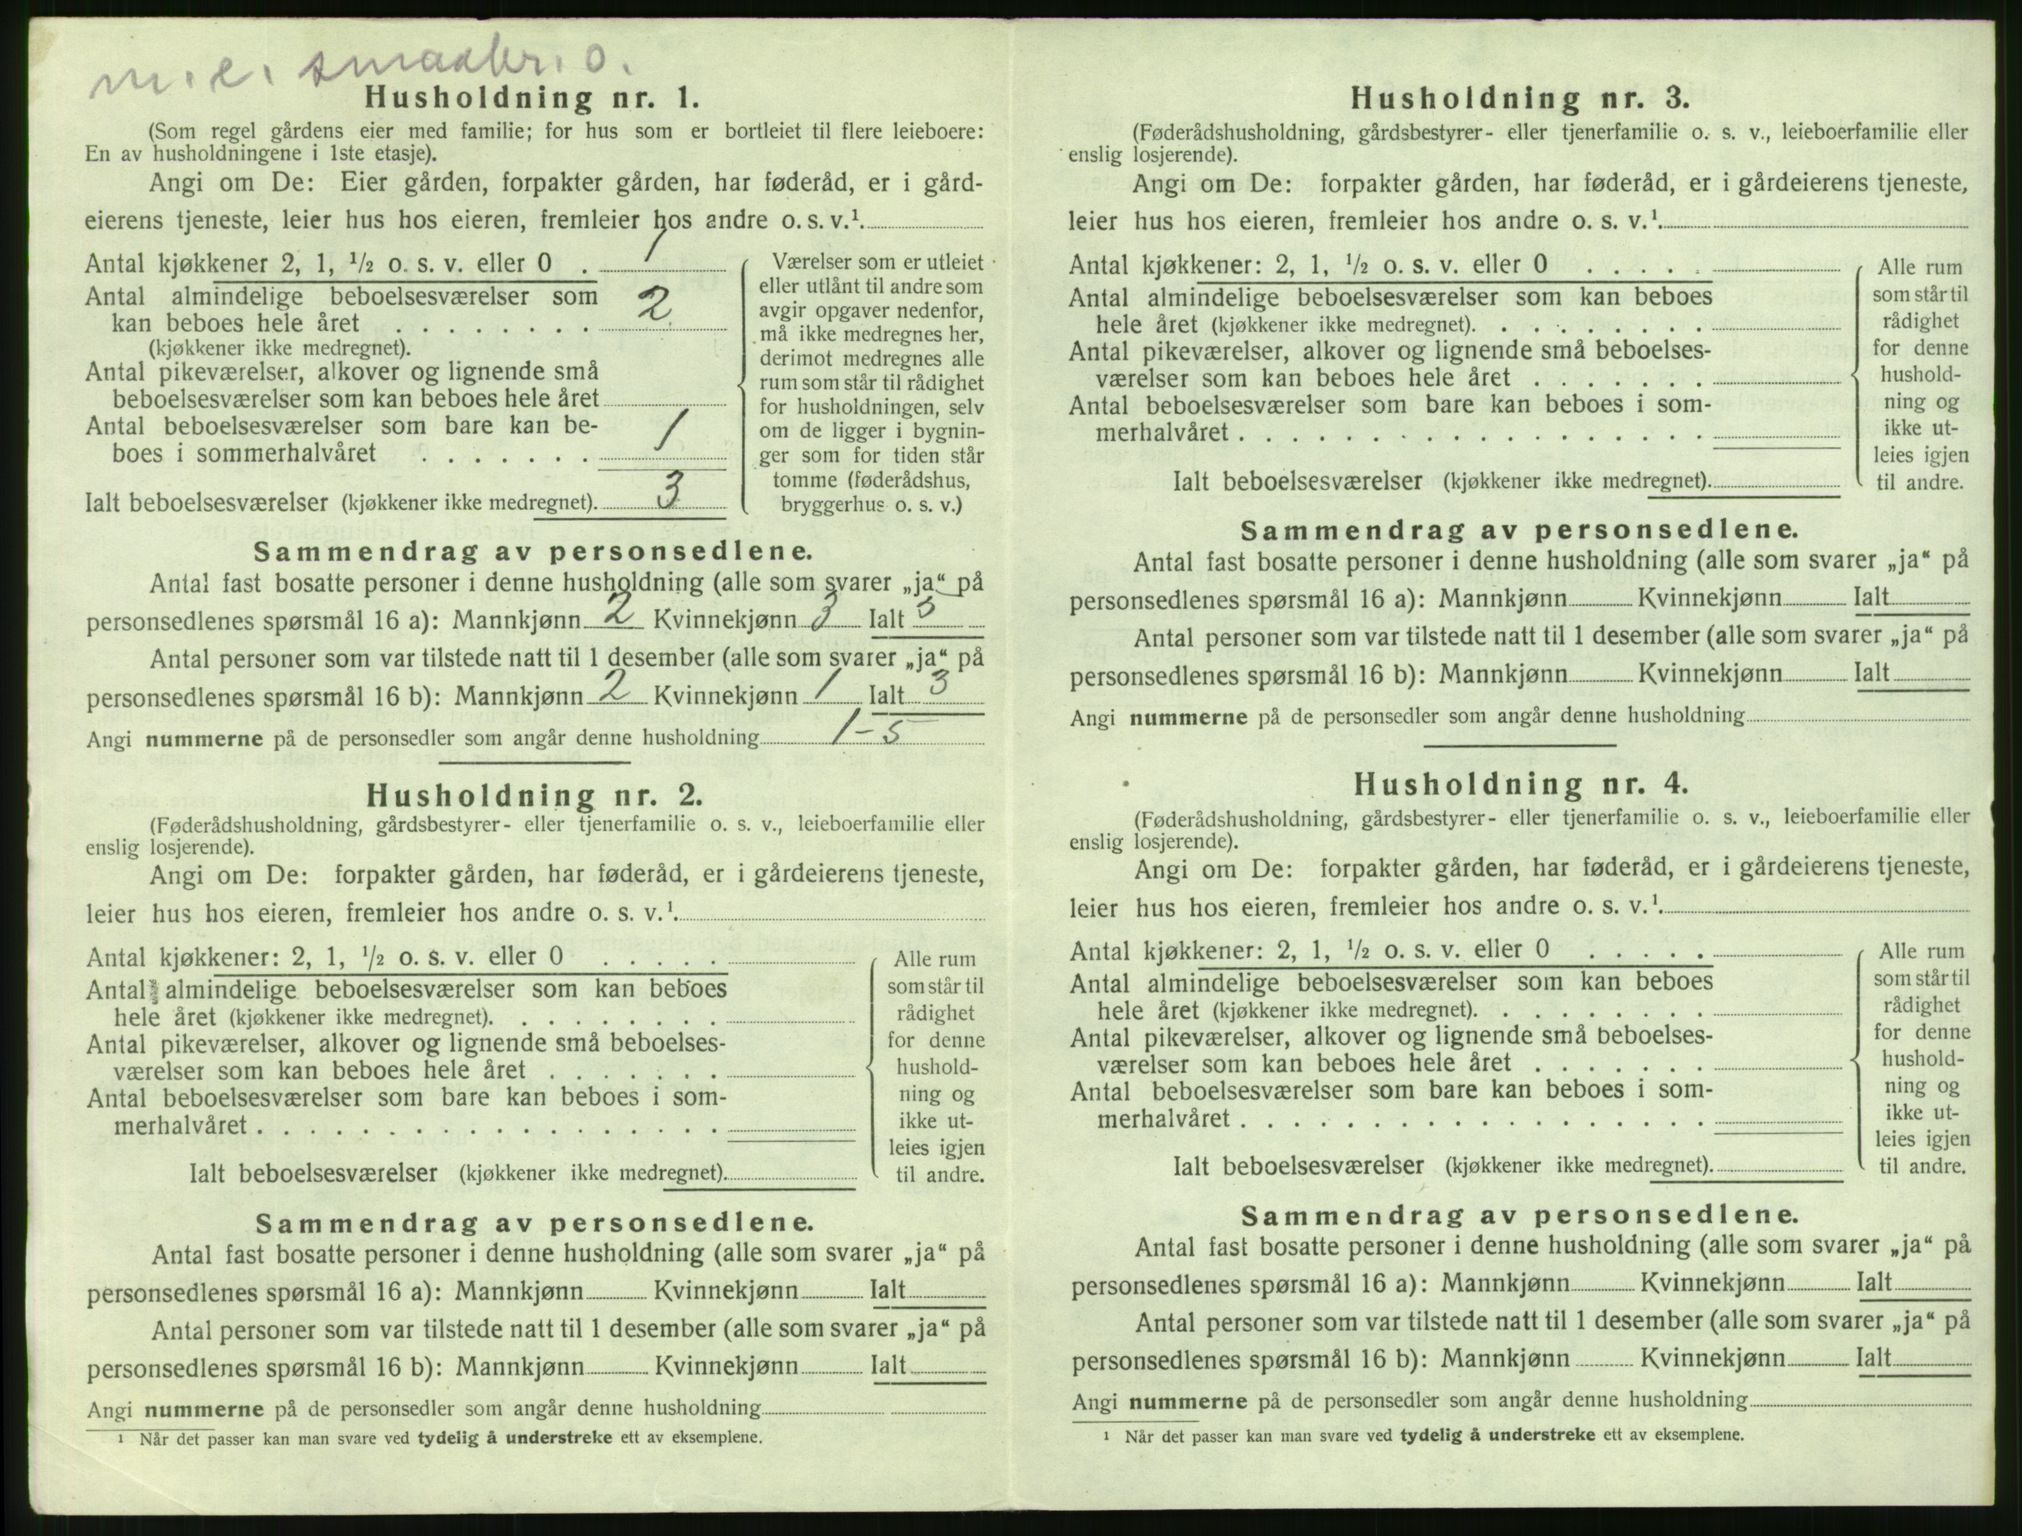 m. e. smaabr. o.
Husholdning nr. 1.
(Som regel gårdens eier med familie; for hus som er bortleiet til flere leieboere:
En av husholdningene i 1ste etasje).
Angi om De: Eier gården, forpakter gården, har føderåd, er i gård-
eierens tjeneste, leier hus hos eieren, fremleier hos andre o. s. v.¹
Antal kjøkkener 2, 1, ½ o. s. v. eller 0 . 1
Antal almindelige beboelsesværelser som
kan beboes hele året . . . . . . . . 2
(kjøkkener ikke medregnet).
Antal pikeværelser, alkover og lignende små
beboelsesværelser som kan beboes hele året
Antal beboelsesværelser som bare kan be-
boes i sommerhalvåret . . . . . . . 1
Ialt beboelsesværelser (kjøkkener ikke medregnet). 3
Værelser som er utleiet
eller utlånt til andre som
avgir opgaver nedenfor,
må ikke medregnes her,
derimot medregnes alle
rum som står til rådighet
for husholdningen, selv
om de ligger i bygnin-
ger som for tiden står
tomme (føderådshus,
bryggerhus o. s. v.)
Sammendrag av personsedlene.
Antal fast bosatte personer i denne husholdning (alle som svarer „ja“ på
personsedlenes spørsmål 16 a): Mannkjønn 2 Kvinnekjønn 3 Ialt 5
Antal personer som var tilstede natt til 1 desember (alle som svarer „ja“ på
personsedlenes spørsmål 16 b): Mannkjønn 2 Kvinnekjønn 1 Ialt 3
Angi nummerne på de personsedler som angår denne husholdning 1-5
Husholdning nr. 2.
(Føderådshusholdning, gårdsbestyrer- eller tjenerfamilie o. s. v., leieboerfamilie eller
enslig losjerende).
Angi om De: forpakter gården, har føderåd, er i gårdeierens tjeneste,
leier hus hos eieren, fremleier hos andre o. s. v.¹
Antal kjøkkener: 2, 1, ½ o. s. v. eller 0 . . . . .
Antal almindelige beboelsesværelser som kan beboes
hele året (kjøkkener ikke medregnet). . . . . . . . .
Antal pikeværelser, alkover og lignende små beboelses-
værelser som kan beboes hele året . . . . . . .
Antal beboelsesværelser som bare kan beboes i som-
merhalvåret . . . . . . . . . . . . . . . . . .
Ialt beboelsesværelser (kjøkkener ikke medregnet).
Alle rum
som står til
rådighet
for denne
hushold-
ning og
ikke ut-
leies igjen
til andre.
Sammendrag av personsedlene.
Antal fast bosatte personer i denne husholdning (alle som svarer „ja“ på
personsedlenes spørsmål 16 a): Mannkjønn Kvinnekjønn Ialt
Antal personer som var tilstede natt til 1 desember (alle som svarer „ja“ på
personsedlenes spørsmål 16 b): Mannkjønn Kvinnekjønn Ialt
Angi nummerne på de personsedler som angår denne husholdning
¹ Når det passer kan man svare ved tydelig å understreke ett av eksemplene.
Husholdning nr. 3.
(Føderådshusholdning, gårdsbestyrer- eller tjenerfamilie o. s. v., leieboerfamilie eller
enslig losjerende).
Angi om De: forpakter gården, har føderåd, er i gårdeierens tjeneste,
leier hus hos eieren, fremleier hos andre o. s. v.¹
Antal kjøkkener: 2, 1, ½ o. s. v. eller 0 . . . . .
Antal almindelige beboelsesværelser som kan beboes
hele året (kjøkkener ikke medregnet). . . . . . . . .
Antal pikeværelser, alkover og lignende små beboelses-
værelser som kan beboes hele året . . . . . . .
Antal beboelsesværelser som bare kan beboes i som-
merhalvåret . . . . . . . . . . . . . . . . . .
Ialt beboelsesværelser (kjøkkener ikke medregnet).
Alle rum
som står til
rådighet
for denne
hushold-
ning og
ikke ut-
leies igjen
til andre.
Sammendrag av personsedlene.
Antal fast bosatte personer i denne husholdning (alle som svarer „ja“ på
personsedlenes spørsmål 16 a): Mannkjønn Kvinnekjønn Ialt
Antal personer som var tilstede natt til 1 desember (alle som svarer „ja“ på
personsedlenes spørsmål 16 b): Mannkjønn Kvinnekjønn Ialt
Angi nummerne på de personsedler som angår denne husholdning
Husholdning nr. 4.
(Føderådshusholdning, gårdsbestyrer- eller tjenerfamilie o. s. v., leieboerfamilie eller
enslig losjerende).
Angi om De: forpakter gården, har føderåd, er i gårdeierens tjeneste,
leier hus hos eieren, fremleier hos andre o. s. v.¹
Antal kjøkkener: 2, 1, ½ o. s. v. eller 0 . . . . .
Antal almindelige beboelsesværelser som kan beboes
hele året (kjøkkener ikke medregnet). . . . . . . . .
Antal pikeværelser, alkover og lignende små beboelses-
værelser som kan beboes hele året . . . . . . .
Antal beboelsesværelser som bare kan beboes i som-
merhalvåret . . . . . . . . . . . . . . . . . .
Ialt beboelsesværelser (kjøkkener ikke medregnet).
Alle rum
som står til
rådighet
for denne
hushold-
ning og
ikke ut-
leies igjen
til andre.
Sammendrag av personsedlene.
Antal fast bosatte personer i denne husholdning (alle som svarer „ja“ på
personsedlenes spørsmål 16 a): Mannkjønn Kvinnekjønn Ialt
Antal personer som var tilstede natt til 1 desember (alle som svarer „ja“ på
personsedlenes spørsmål 16 b): Mannkjønn Kvinnekjønn Ialt
Angi nummerne på de personsedler som angår denne husholdning
¹ Når det passer kan man svare ved tydelig å understreke ett av eksemplene.